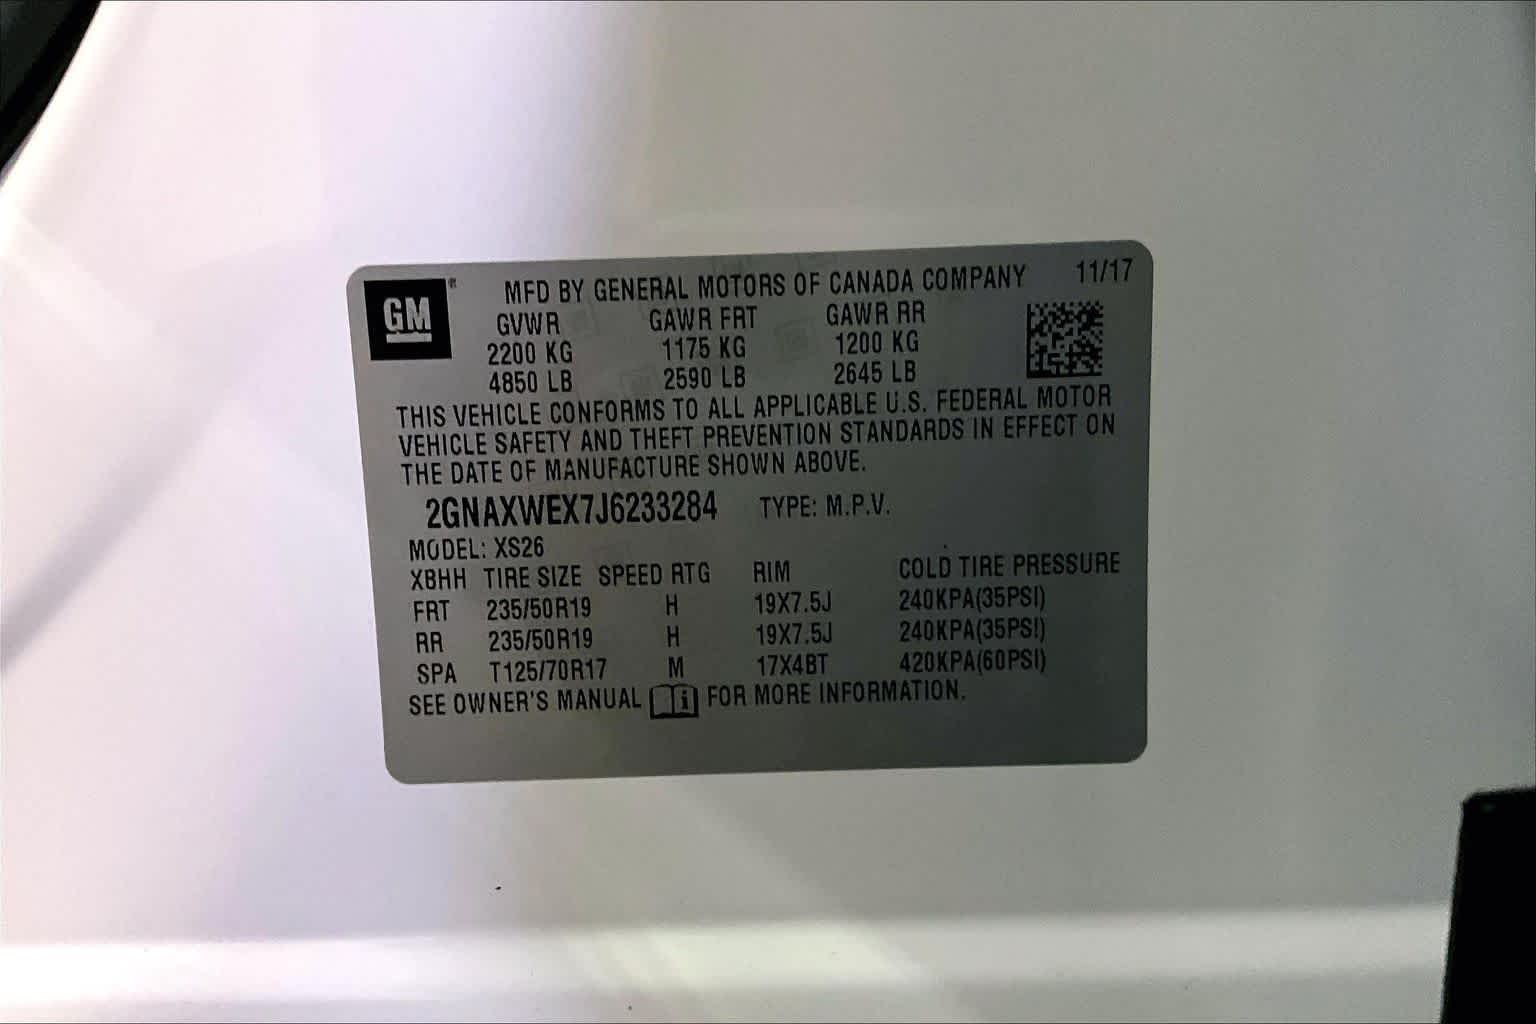 GM® MFD BY GENERAL MOTORS OF CANADA COMPANY 11/17
GVWR GAWR FRT GAWR RR
2200 KG 1175 KG 1200 KG
4850 LB 2590 LB 2645 LB
THIS VEHICLE CONFORMS TO ALL APPLICABLE U.S. FEDERAL MOTOR
VEHICLE SAFETY AND THEFT PREVENTION STANDARDS IN EFFECT ON
THE DATE OF MANUFACTURE SHOWN ABOVE.
2GNAXWEX7J6233284 TYPE: M.P.V.
MODEL: XS26
XBHH TIRE SIZE SPEED RTG RIM COLD TIRE PRESSURE
FRT 235/50R19 H 19X7.5J 240KPA(35PSI)
RR 235/50R19 H 19X7.5J 240KPA(35PSI)
SPA T125/70R17 M 17X4BT 420KPA(60PSI)
SEE OWNER'S MANUAL i FOR MORE INFORMATION.